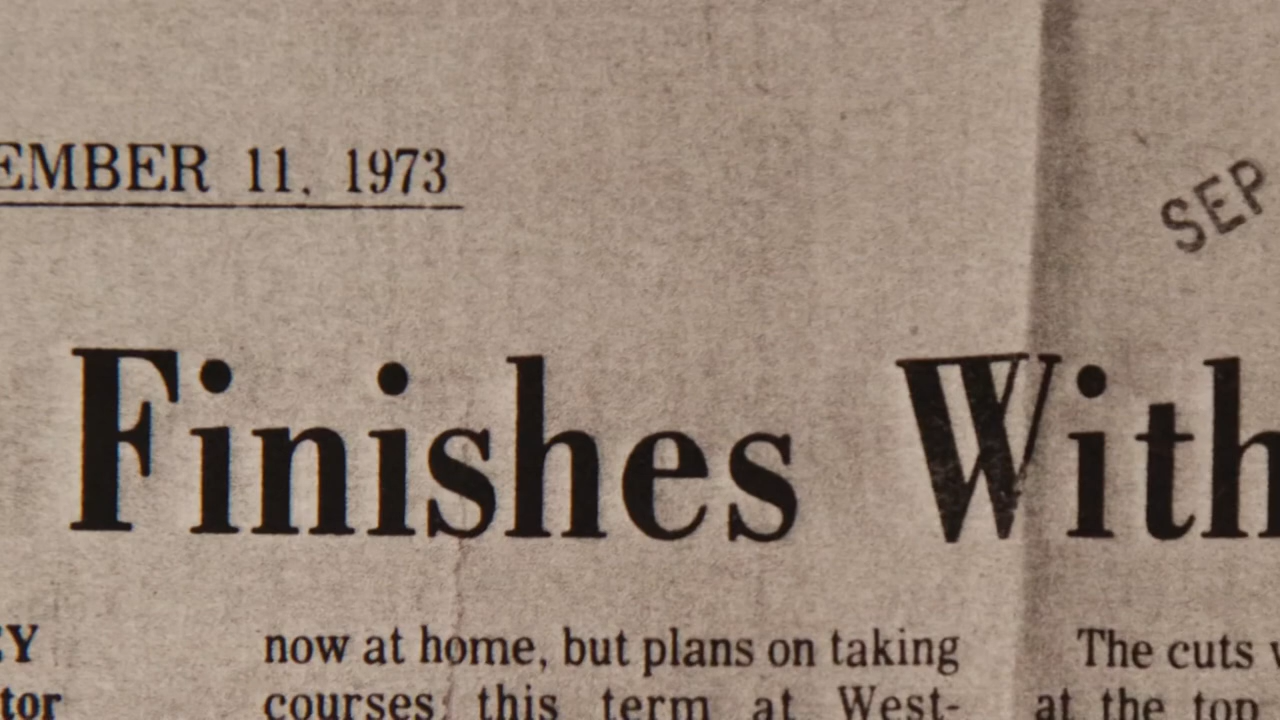 EMBER 11, 1973
SEP
Finishes With
EY
now at home, but plans on taking
The cuts w
tor
courses this term at West-
at the top